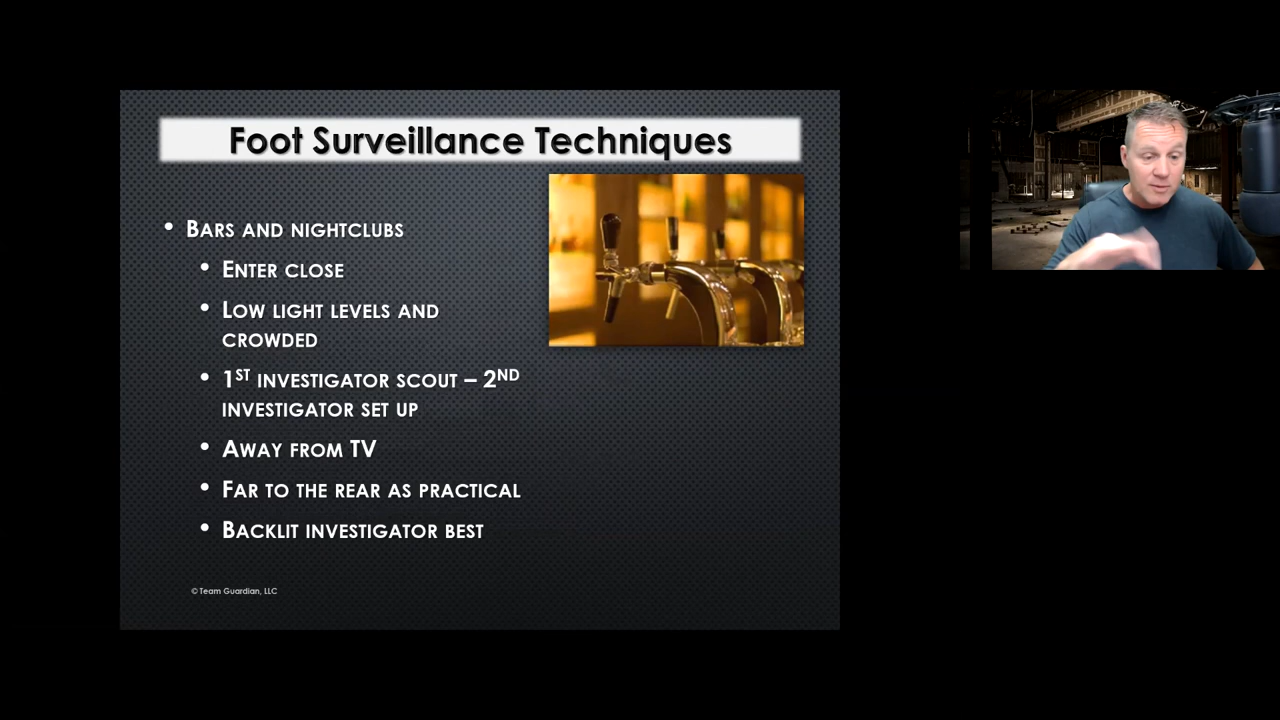 Foot Surveillance Techniques
• Bars and nightclubs
• Enter close
• Low light levels and
crowded
• 1st investigator scout – 2nd
investigator set up
• Away from TV
• Far to the rear as practical
• Backlit investigator best
© Team Guardian, LLC